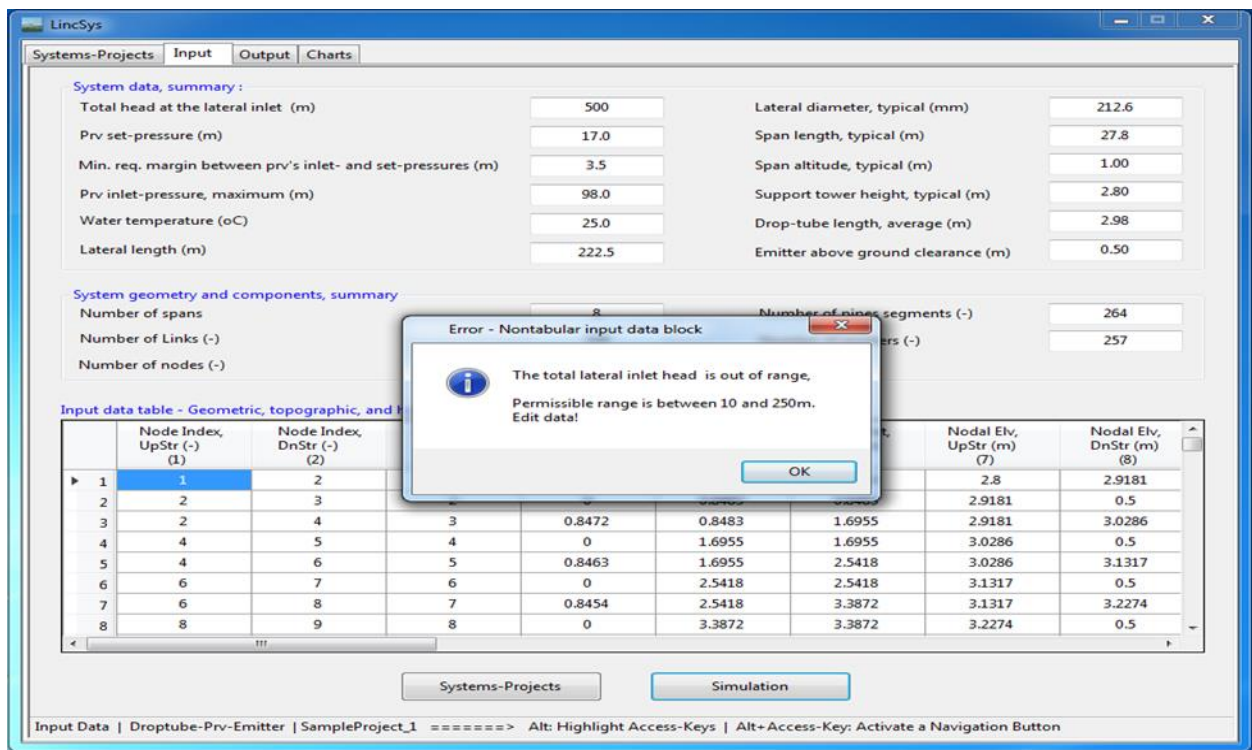 LincSys
Systems-Projects Input Output Charts
System data, summary :
Total head at the lateral inlet (m) 500 Lateral diameter, typical (mm) 212.6
Prv set-pressure (m) 17.0 Span length, typical (m) 27.8
Min. req. margin between prv's inlet- and set-pressures (m) 3.5 Span altitude, typical (m) 1.00
Prv inlet-pressure, maximum (m) 98.0 Support tower height, typical (m) 2.80
Water temperature (oC) 25.0 Drop-tube length, average (m) 2.98
Lateral length (m) 222.5 Emitter above ground clearance (m) 0.50
System geometry and components, summary
Number of spans 8 Number of pipes segments (-) 264
Number of Links (-) ers (-) 257
Number of nodes (-)
Error - Nontabular input data block
The total lateral inlet head is out of range,
Permissible range is between 10 and 250m.
Edit data!
OK
Input data table - Geometric, topographic, and
Node Index, Node Index, Nodal Elv, Nodal Elv,
UpStr (-) DnStr (-) UpStr (m) DnStr (m)
(1) (2) (7) (8)
1 1 2 2.8 2.9181
2 2 3 2.9181 0.5
3 2 4 3 0.8472 0.8483 1.6955 2.9181 3.0286
4 4 5 4 0 1.6955 1.6955 3.0286 0.5
5 4 6 5 0.8463 1.6955 2.5418 3.0286 3.1317
6 6 7 6 0 2.5418 2.5418 3.1317 0.5
7 6 8 7 0.8454 2.5418 3.3872 3.1317 3.2274
8 8 9 8 0 3.3872 3.3872 3.2274 0.5
Systems-Projects Simulation
Input Data | Droptube-Prv-Emitter | SampleProject_1 =======> Alt: Highlight Access-Keys | Alt+Access-Key: Activate a Navigation Button